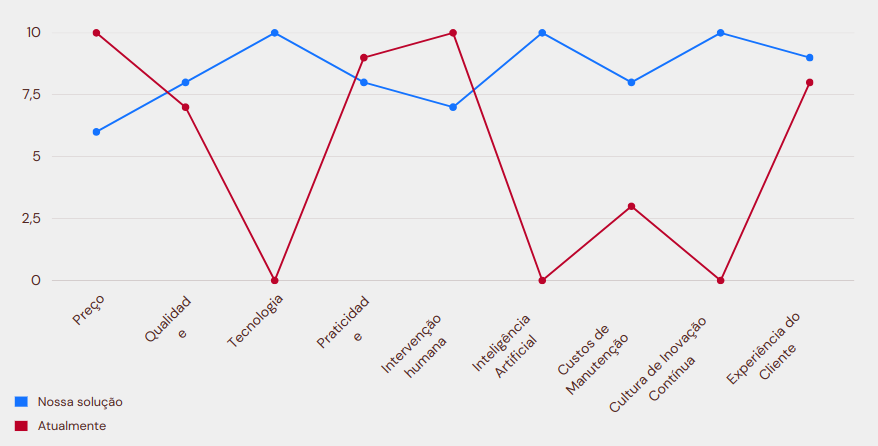 10
7,5
5
2,5
0
Preço
Qualidad
e
Tecnologia
Praticidad
e
Intervenção
humana
Inteligência
Artificial
Custos de
Manutenção
Cultura de Inovação
Contínua
Experiência do
Cliente
Nossa solução
Atualmente